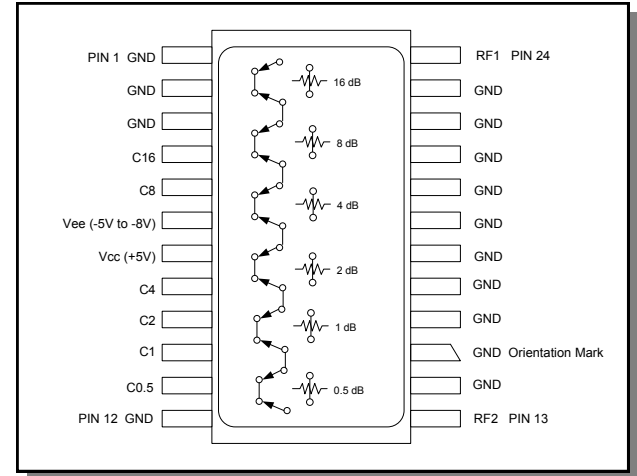 PIN 1 GND
GND
GND
C16
C8
Vee (-5V to -8V)
Vcc (+5V)
C4
C2
C1
C0.5
PIN 12 GND
16 dB
8 dB
4 dB
2 dB
1 dB
0.5 dB
RF1 PIN 24
GND
GND
GND
GND
GND
GND
GND
GND
GND Orientation Mark
GND
RF2 PIN 13